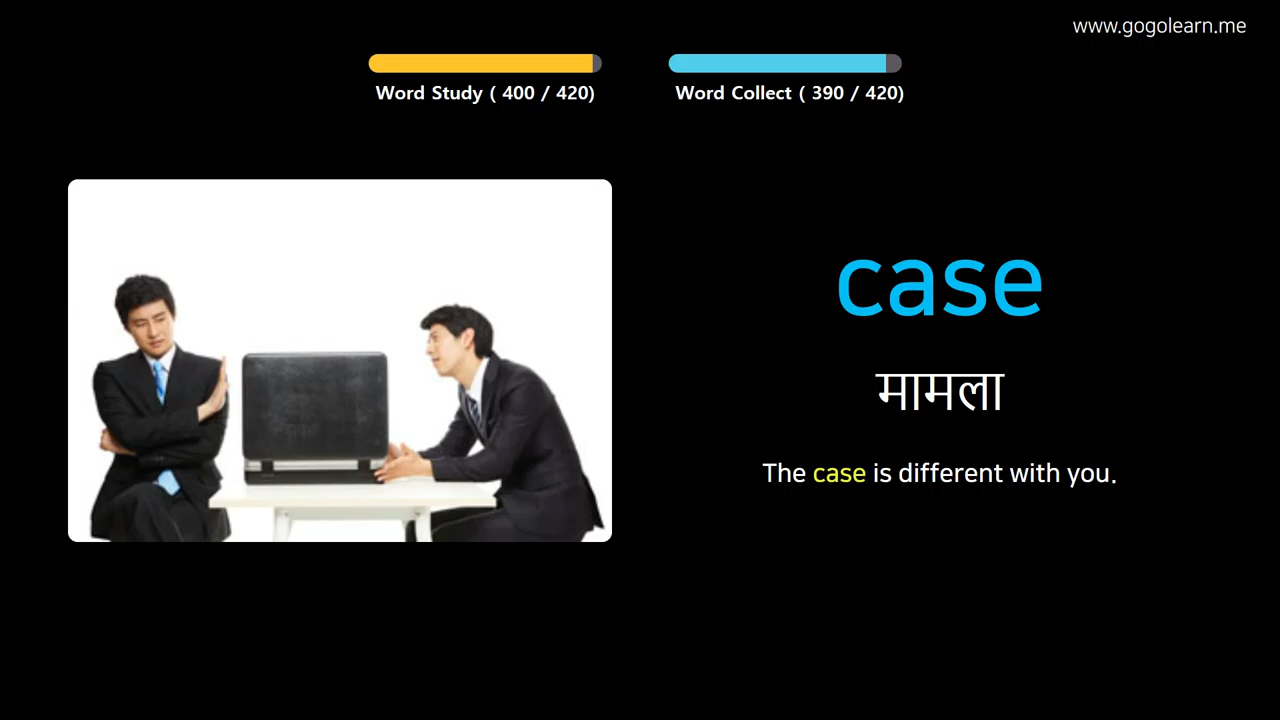 www.gogolearn.me
Word Study ( 400 / 420)
Word Collect ( 390 / 420)
case
मामला
The case is different with you.